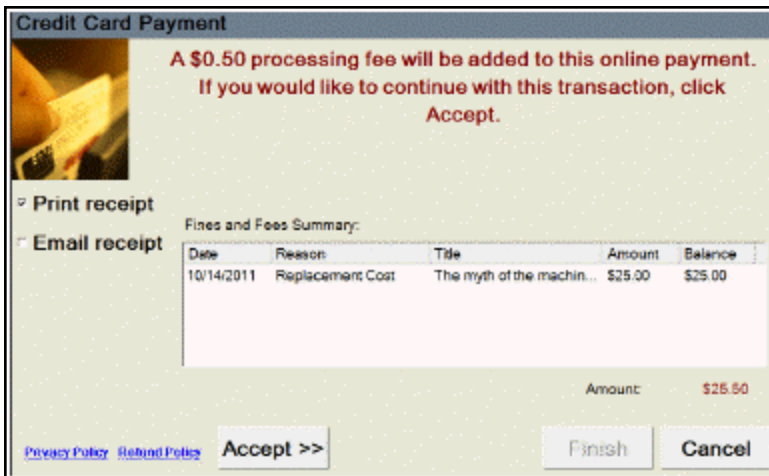 Credit Card Payment
A $0.50 processing fee will be added to this online payment.
If you would like to continue with this transaction, click
Accept.
Print receipt
Email receipt
Fines and Fees Summary:
Date Reason Title Amount Balance
10/14/2011 Replacement Cost The myth of the machin... $25.00 $25.00
Amount: $25.50
Privacy Policy Refund Policy Accept >> Finish Cancel